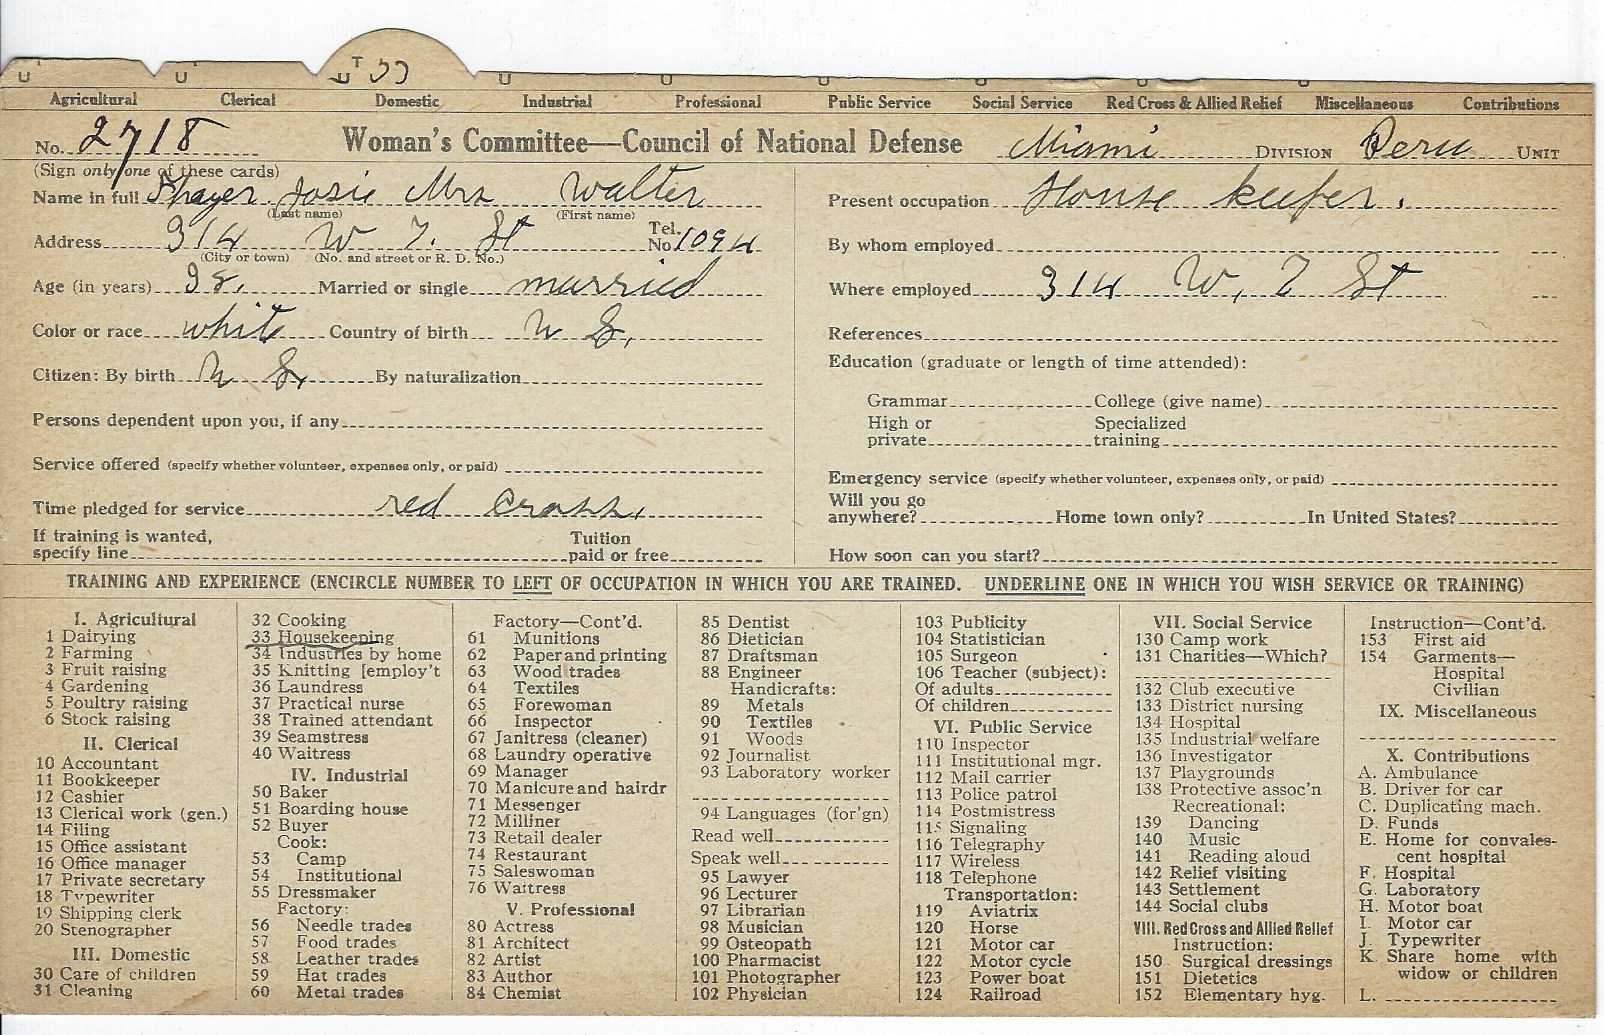 33
Agricultural Clerical Domestic Industrial Professional Public Service Social Service Red Cross & Allied Relief Miscellaneous Contributions
No. 2718 Woman's Committee—Council of National Defense Miami DIVISION Peru UNIT
(Sign only one of these cards)
Name in full Thayer Josie Mrs Walter
(Last name) (First name)
Address 314 W 7. St Tel. No. 1094
(City or town) (No. and street or R. D. No.)
Age (in years) 38. Married or single married
Color or race white Country of birth U S.
Citizen: By birth U S. By naturalization
Persons dependent upon you, if any
Service offered (specify whether volunteer, expenses only, or paid)
Time pledged for service red Cross.
If training is wanted, specify line
Tuition paid or free
Present occupation House keeper.
By whom employed
Where employed 314 W. 7 St
References
Education (graduate or length of time attended):
Grammar College (give name)
High or private Specialized training
Emergency service (specify whether volunteer, expenses only, or paid)
Will you go anywhere? Home town only? In United States?
How soon can you start?
TRAINING AND EXPERIENCE (ENCIRCLE NUMBER TO LEFT OF OCCUPATION IN WHICH YOU ARE TRAINED. UNDERLINE ONE IN WHICH YOU WISH SERVICE OR TRAINING)
I. Agricultural
1 Dairying
2 Farming
3 Fruit raising
4 Gardening
5 Poultry raising
6 Stock raising
II. Clerical
10 Accountant
11 Bookkeeper
12 Cashier
13 Clerical work (gen.)
14 Filing
15 Office assistant
16 Office manager
17 Private secretary
18 Typewriter
19 Shipping clerk
20 Stenographer
III. Domestic
30 Care of children
31 Cleaning
32 Cooking
33 Housekeeping
34 Industries by home
35 Knitting [employ't
36 Laundress
37 Practical nurse
38 Trained attendant
39 Seamstress
40 Waitress
IV. Industrial
50 Baker
51 Boarding house
52 Buyer
Cook:
53 Camp
54 Institutional
55 Dressmaker
Factory:
56 Needle trades
57 Food trades
58 Leather trades
59 Hat trades
60 Metal trades
Factory—Cont'd.
61 Munitions
62 Paper and printing
63 Wood trades
64 Textiles
65 Forewoman
66 Inspector
67 Janitress (cleaner)
68 Laundry operative
69 Manager
70 Manicure and hairdr
71 Messenger
72 Milliner
73 Retail dealer
74 Restaurant
75 Saleswoman
76 Waitress
V. Professional
80 Actress
81 Architect
82 Artist
83 Author
84 Chemist
85 Dentist
86 Dietician
87 Draftsman
88 Engineer
Handicrafts:
89 Metals
90 Textiles
91 Woods
92 Journalist
93 Laboratory worker
94 Languages (for'gn)
Read well
Speak well
95 Lawyer
96 Lecturer
97 Librarian
98 Musician
99 Osteopath
100 Pharmacist
101 Photographer
102 Physician
103 Publicity
104 Statistician
105 Surgeon
106 Teacher (subject):
Of adults
Of children
VI. Public Service
110 Inspector
111 Institutional mgr.
112 Mail carrier
113 Police patrol
114 Postmistress
115 Signaling
116 Telegraphy
117 Wireless
118 Telephone
Transportation:
119 Aviatrix
120 Horse
121 Motor car
122 Motor cycle
123 Power boat
124 Railroad
VII. Social Service
130 Camp work
131 Charities—Which?
132 Club executive
133 District nursing
134 Hospital
135 Industrial welfare
136 Investigator
137 Playgrounds
138 Protective assoc'n
Recreational:
139 Dancing
140 Music
141 Reading aloud
142 Relief visiting
143 Settlement
144 Social clubs
VIII. Red Cross and Allied Relief
Instruction:
150 Surgical dressings
151 Dietetics
152 Elementary hyg.
Instruction—Cont'd.
153 First aid
154 Garments—
Hospital
Civilian
IX. Miscellaneous
X. Contributions
A. Ambulance
B. Driver for car
C. Duplicating mach.
D. Funds
E. Home for convales-
cent hospital
F. Hospital
G. Laboratory
H. Motor boat
I. Motor car
J. Typewriter
K. Share home with
widow or children
L.